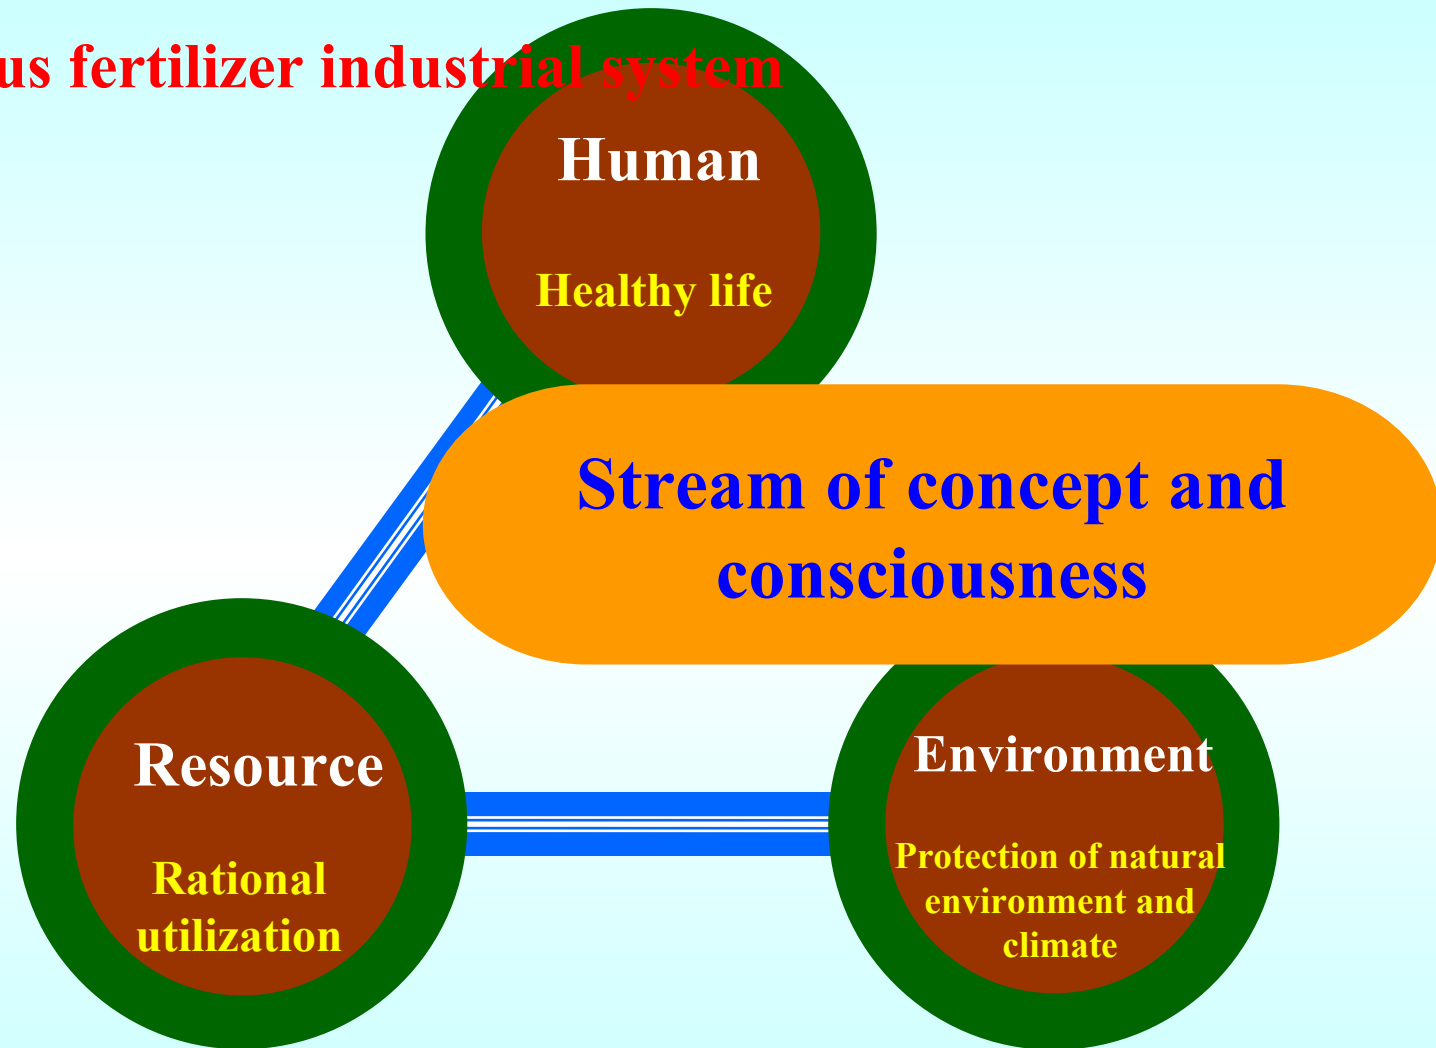 us fertilizer industrial system
Human
Healthy life
Stream of concept and
consciousness
Resource
Rational
utilization
Environment
Protection of natural
environment and
climate